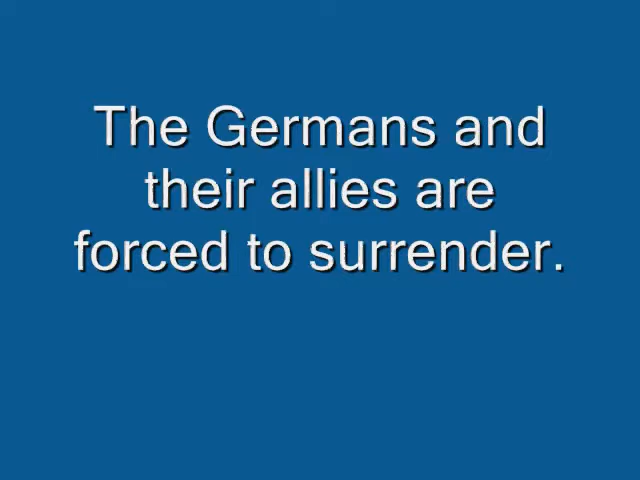 The Germans and
their allies are
forced to surrender.